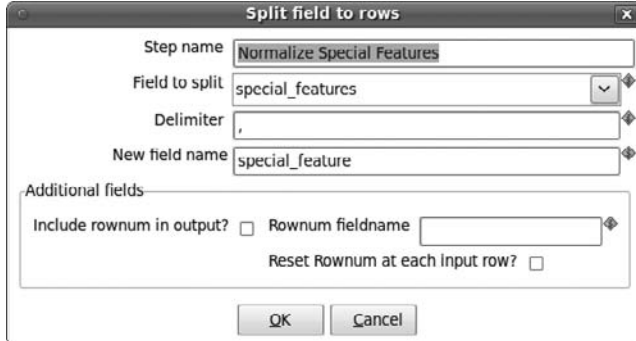 Split field to rows
Step name Normalize Special Features
Field to split special_features
Delimiter ,
New field name special_feature
Additional fields
Include rownum in output? Rownum fieldname
Reset Rownum at each input row?
OK Cancel